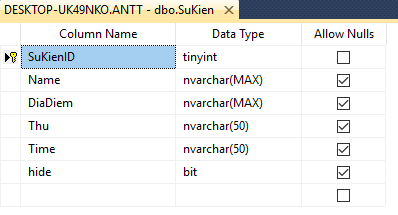 DESKTOP-UK49NKO.ANTT - dbo.SuKien
Column Name Data Type Allow Nulls
SuKienID tinyint
Name nvarchar(MAX)
DiaDiem nvarchar(MAX)
Thu nvarchar(50)
Time nvarchar(50)
hide bit